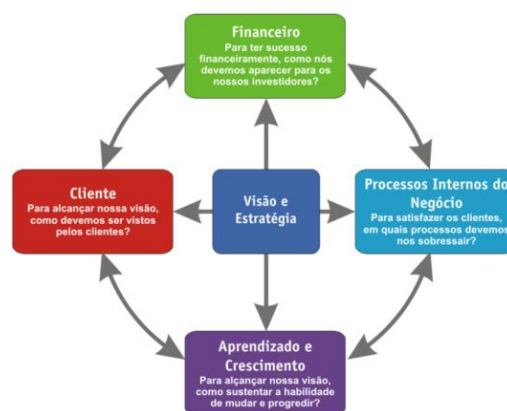 Financeiro
Para ter sucesso
financeiramente, como nós
devemos aparecer para os
nossos investidores?
Cliente
Para alcançar nossa visão,
como devemos ser vistos
pelos clientes?
Visão e
Estratégia
Processos Internos do
Negócio
Para satisfazer os clientes,
em quais processos devemos
nos sobressair?
Aprendizado e
Crescimento
Para alçançar nossa visão,
como sustentar a habilidade
de mudar e progredir?